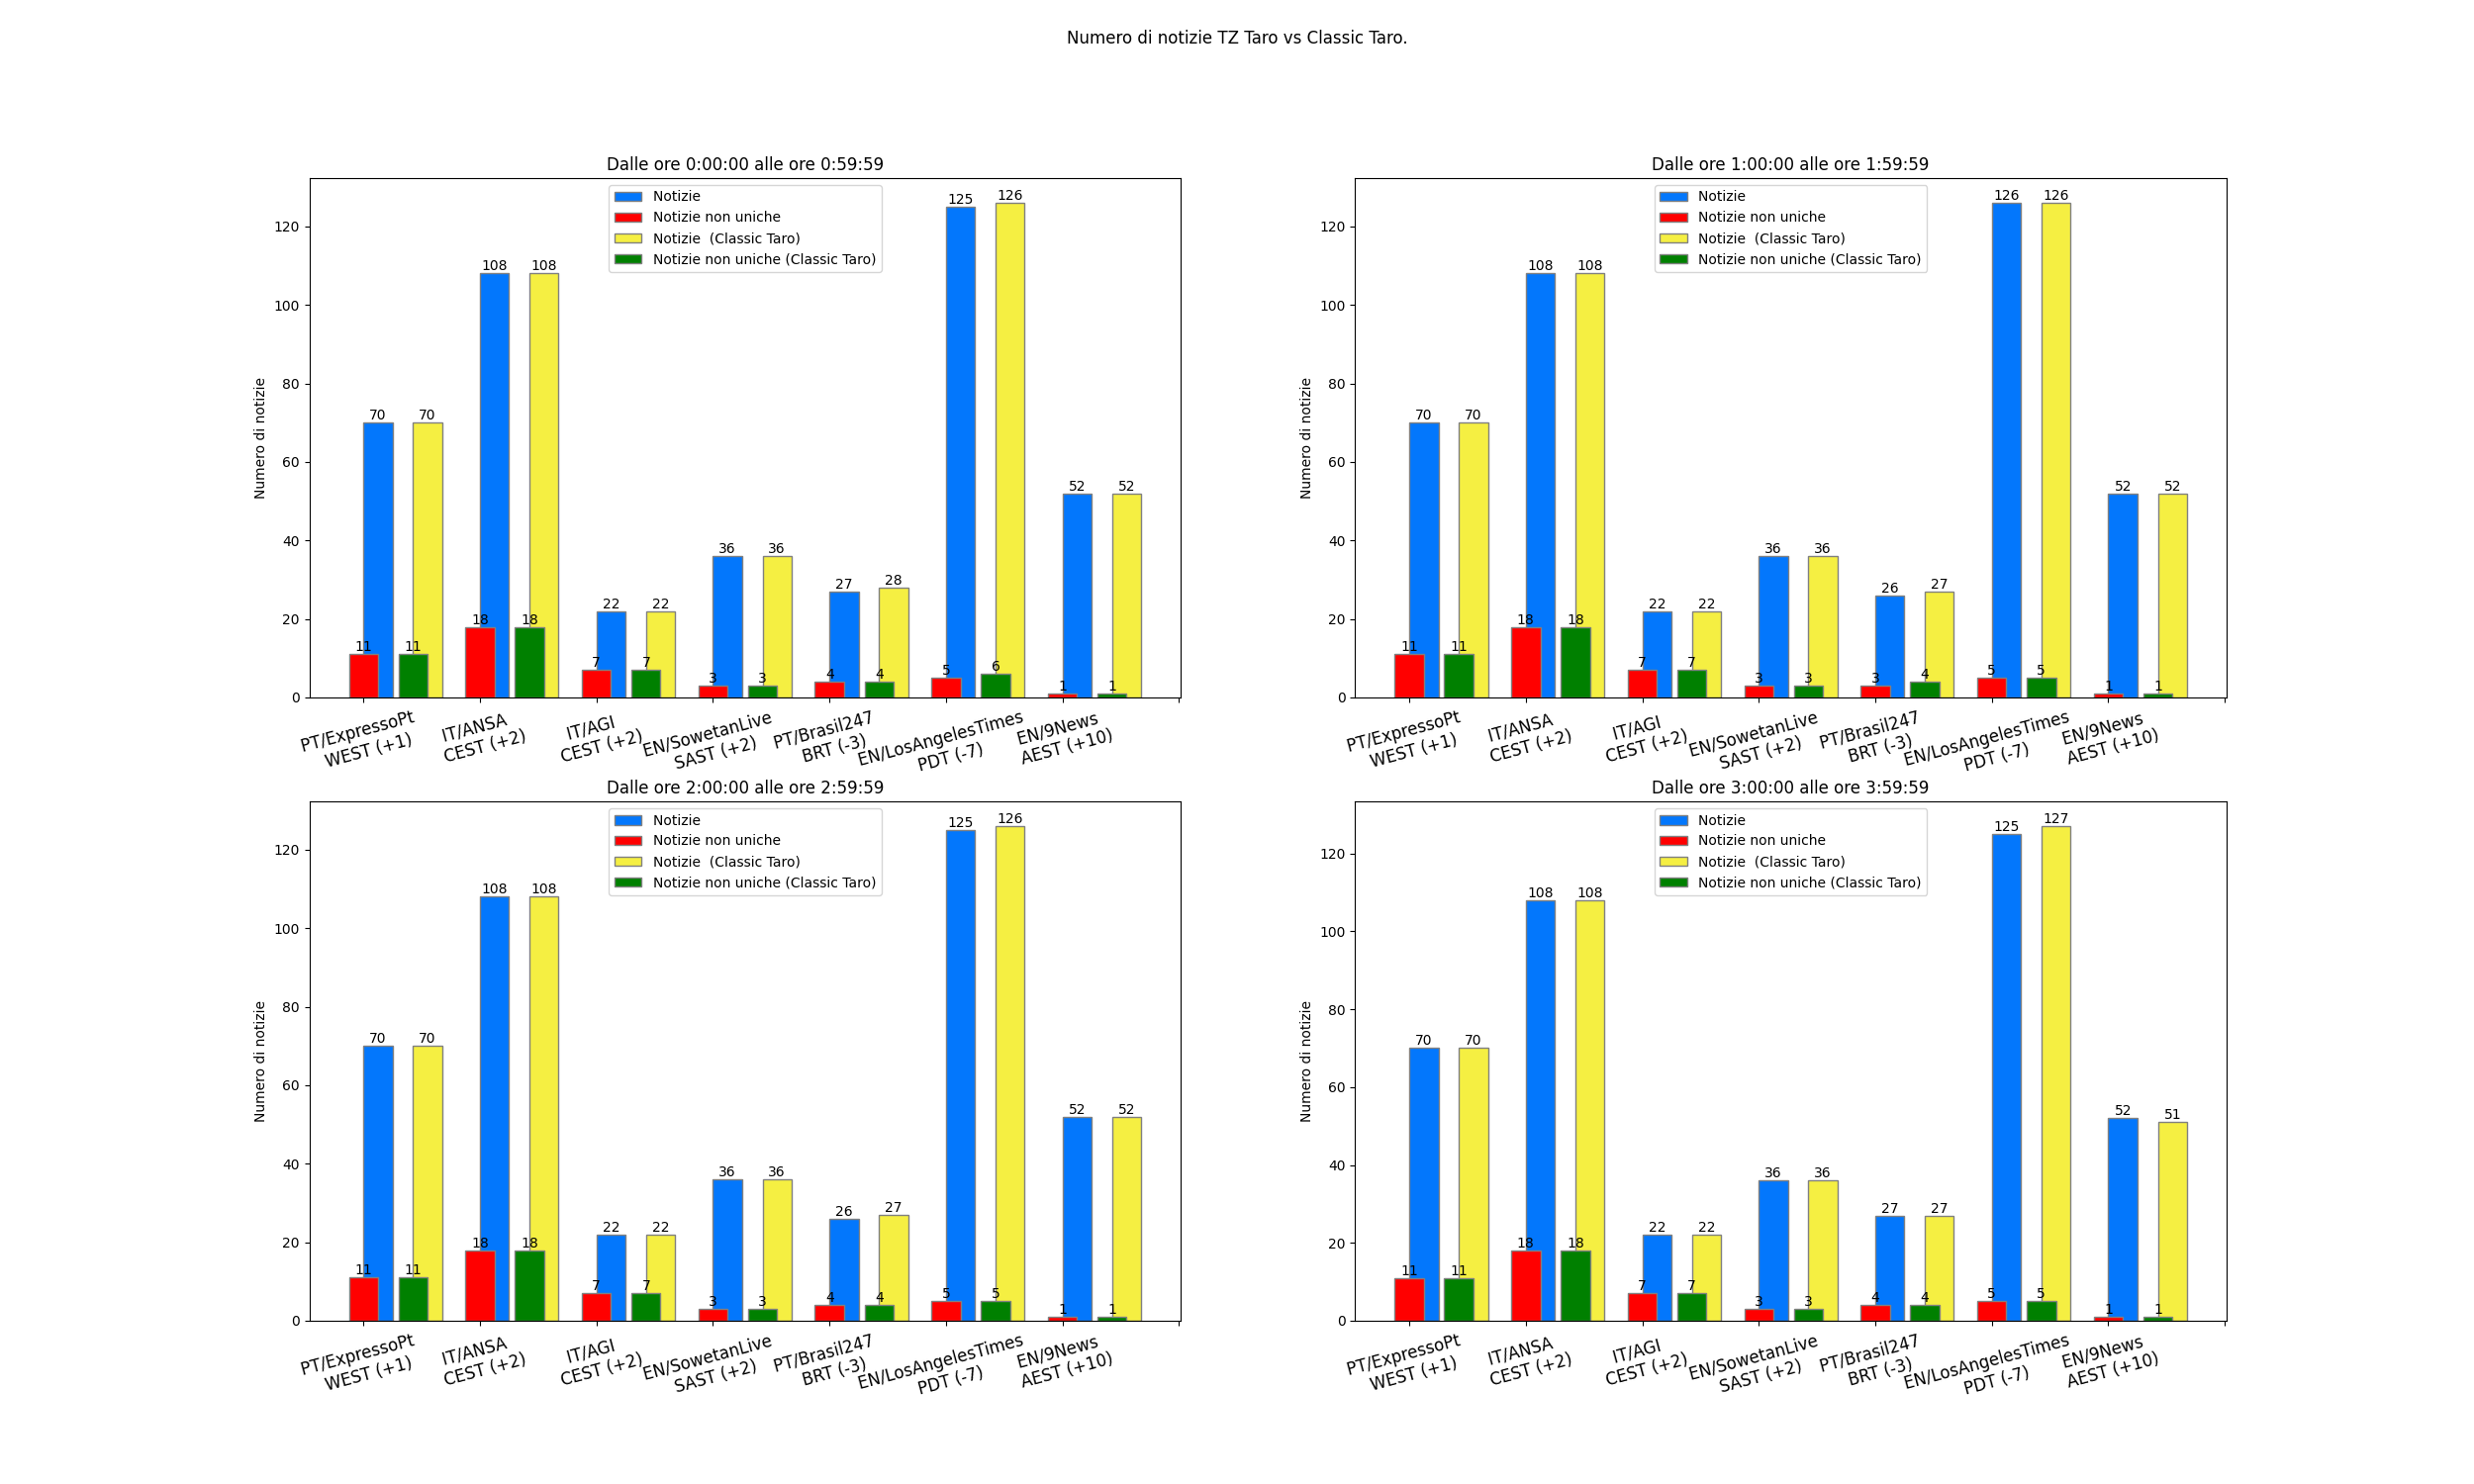 Numero di notizie TZ Taro vs Classic Taro.
Dalle ore 0:00:00 alle ore 0:59:59
Notizie
Notizie non uniche
Notizie  (Classic Taro)
Notizie non uniche (Classic Taro)
Numero di notizie
120
100
80
60
40
20
0
70 70 108 108 22 22 36 36 27 28 125 126 52 52
11 11 18 18 7 7 3 3 4 4 5 6 1 1
PT/ExpressoPt
WEST (+1)
IT/ANSA
CEST (+2)
IT/AGI
CEST (+2)
EN/SowetanLive
SAST (+2)
PT/Brasil247
BRT (-3)
EN/LosAngelesTimes
PDT (-7)
EN/9News
AEST (+10)
Dalle ore 1:00:00 alle ore 1:59:59
Notizie
Notizie non uniche
Notizie  (Classic Taro)
Notizie non uniche (Classic Taro)
Numero di notizie
120
100
80
60
40
20
0
70 70 108 108 22 22 36 36 26 27 126 126 52 52
11 11 18 18 7 7 3 3 3 4 5 5 1 1
PT/ExpressoPt
WEST (+1)
IT/ANSA
CEST (+2)
IT/AGI
CEST (+2)
EN/SowetanLive
SAST (+2)
PT/Brasil247
BRT (-3)
EN/LosAngelesTimes
PDT (-7)
EN/9News
AEST (+10)
Dalle ore 2:00:00 alle ore 2:59:59
Notizie
Notizie non uniche
Notizie  (Classic Taro)
Notizie non uniche (Classic Taro)
Numero di notizie
120
100
80
60
40
20
0
70 70 108 108 22 22 36 36 26 27 125 126 52 52
11 11 18 18 7 7 3 3 4 4 5 5 1 1
PT/ExpressoPt
WEST (+1)
IT/ANSA
CEST (+2)
IT/AGI
CEST (+2)
EN/SowetanLive
SAST (+2)
PT/Brasil247
BRT (-3)
EN/LosAngelesTimes
PDT (-7)
EN/9News
AEST (+10)
Dalle ore 3:00:00 alle ore 3:59:59
Notizie
Notizie non uniche
Notizie  (Classic Taro)
Notizie non uniche (Classic Taro)
Numero di notizie
120
100
80
60
40
20
0
70 70 108 108 22 22 36 36 27 27 125 127 52 51
11 11 18 18 7 7 3 3 4 4 5 5 1 1
PT/ExpressoPt
WEST (+1)
IT/ANSA
CEST (+2)
IT/AGI
CEST (+2)
EN/SowetanLive
SAST (+2)
PT/Brasil247
BRT (-3)
EN/LosAngelesTimes
PDT (-7)
EN/9News
AEST (+10)